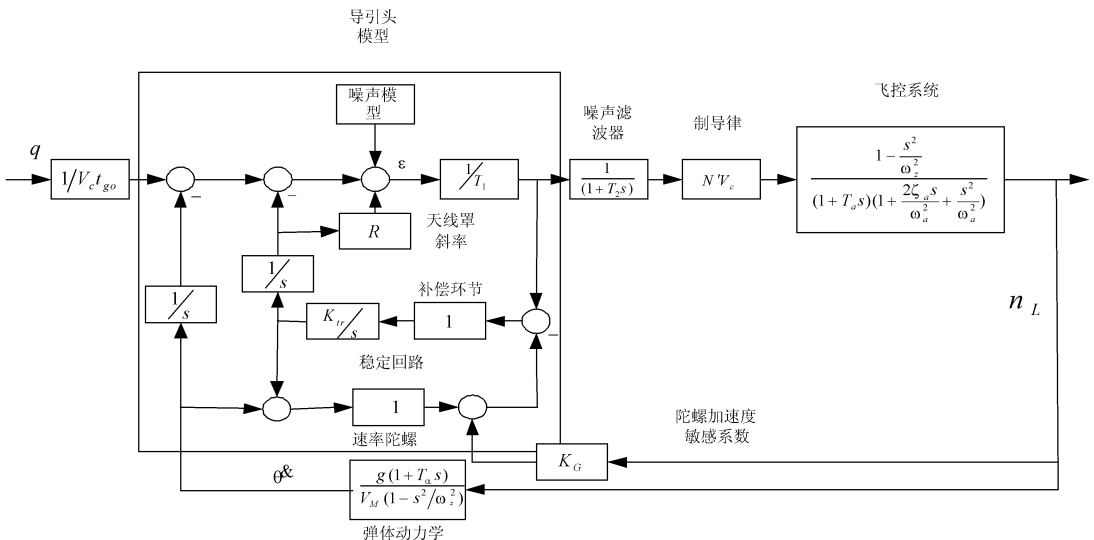 导引头
模型
噪声模
型
q
1/V_c t_go
−
−
ε
1/T_1
噪声滤
波器
1/(1+T_2 s)
制导律
N'V_c
飞控系统
1−s²/ω_z²
(1+T_a s)(1+2ζ_a s/ω_a²+s²/ω_a²)
R
天线罩
斜率
1/s
1/s
补偿环节
K_tr/s
1
−
n_L
稳定回路
1
速率陀螺
陀螺加速度
敏感系数
K_G
θ&
g(1+T_α s)
V_M(1−s²/ω_z²)
弹体动力学